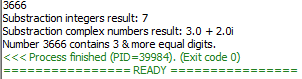 3666
Substraction integers result: 7
Substraction complex numbers result: 3.0 + 2.0i
Number 3666 contains 3 & more equal digits.
<<< Process finished (PID=39984). (Exit code 0)
================ READY ================